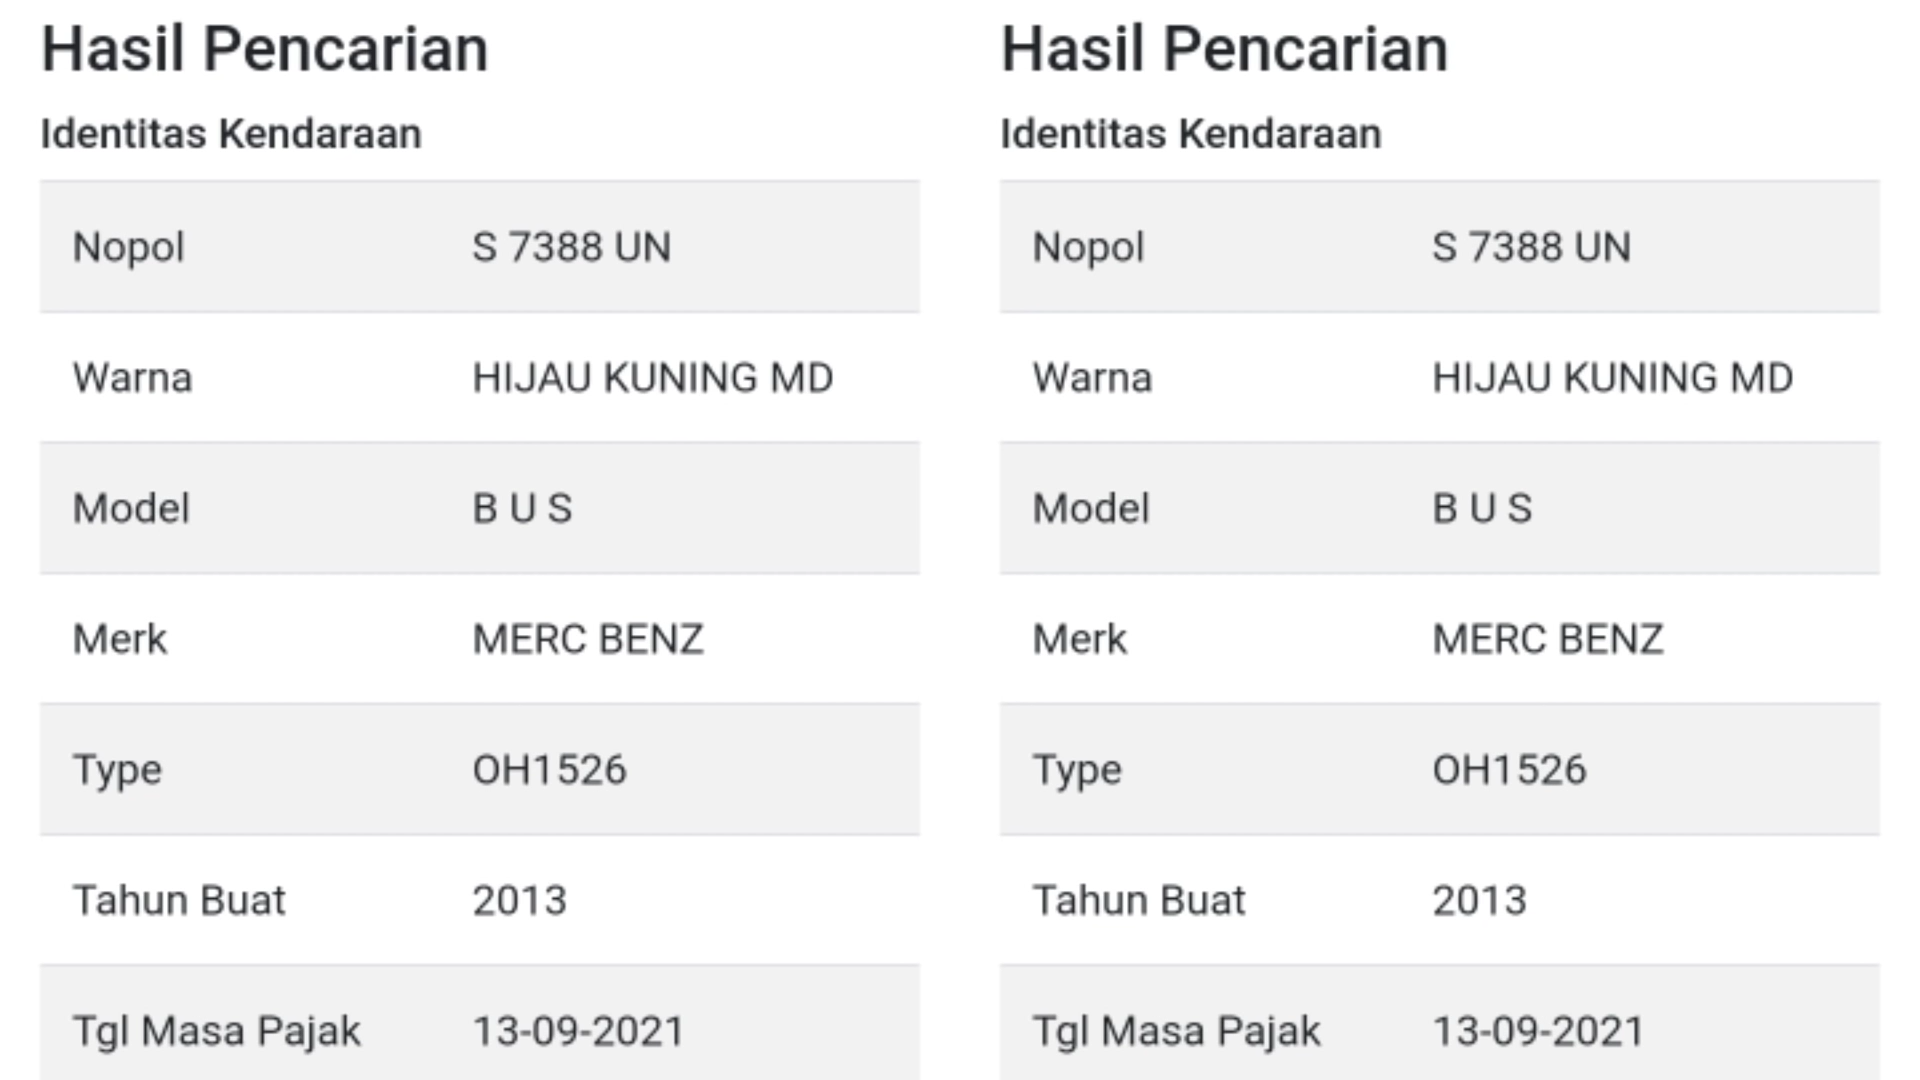 Hasil Pencarian
Identitas Kendaraan
Nopol S 7388 UN
Warna HIJAU KUNING MD
Model B U S
Merk MERC BENZ
Type OH1526
Tahun Buat 2013
Tgl Masa Pajak 13-09-2021
Hasil Pencarian
Identitas Kendaraan
Nopol S 7388 UN
Warna HIJAU KUNING MD
Model B U S
Merk MERC BENZ
Type OH1526
Tahun Buat 2013
Tgl Masa Pajak 13-09-2021